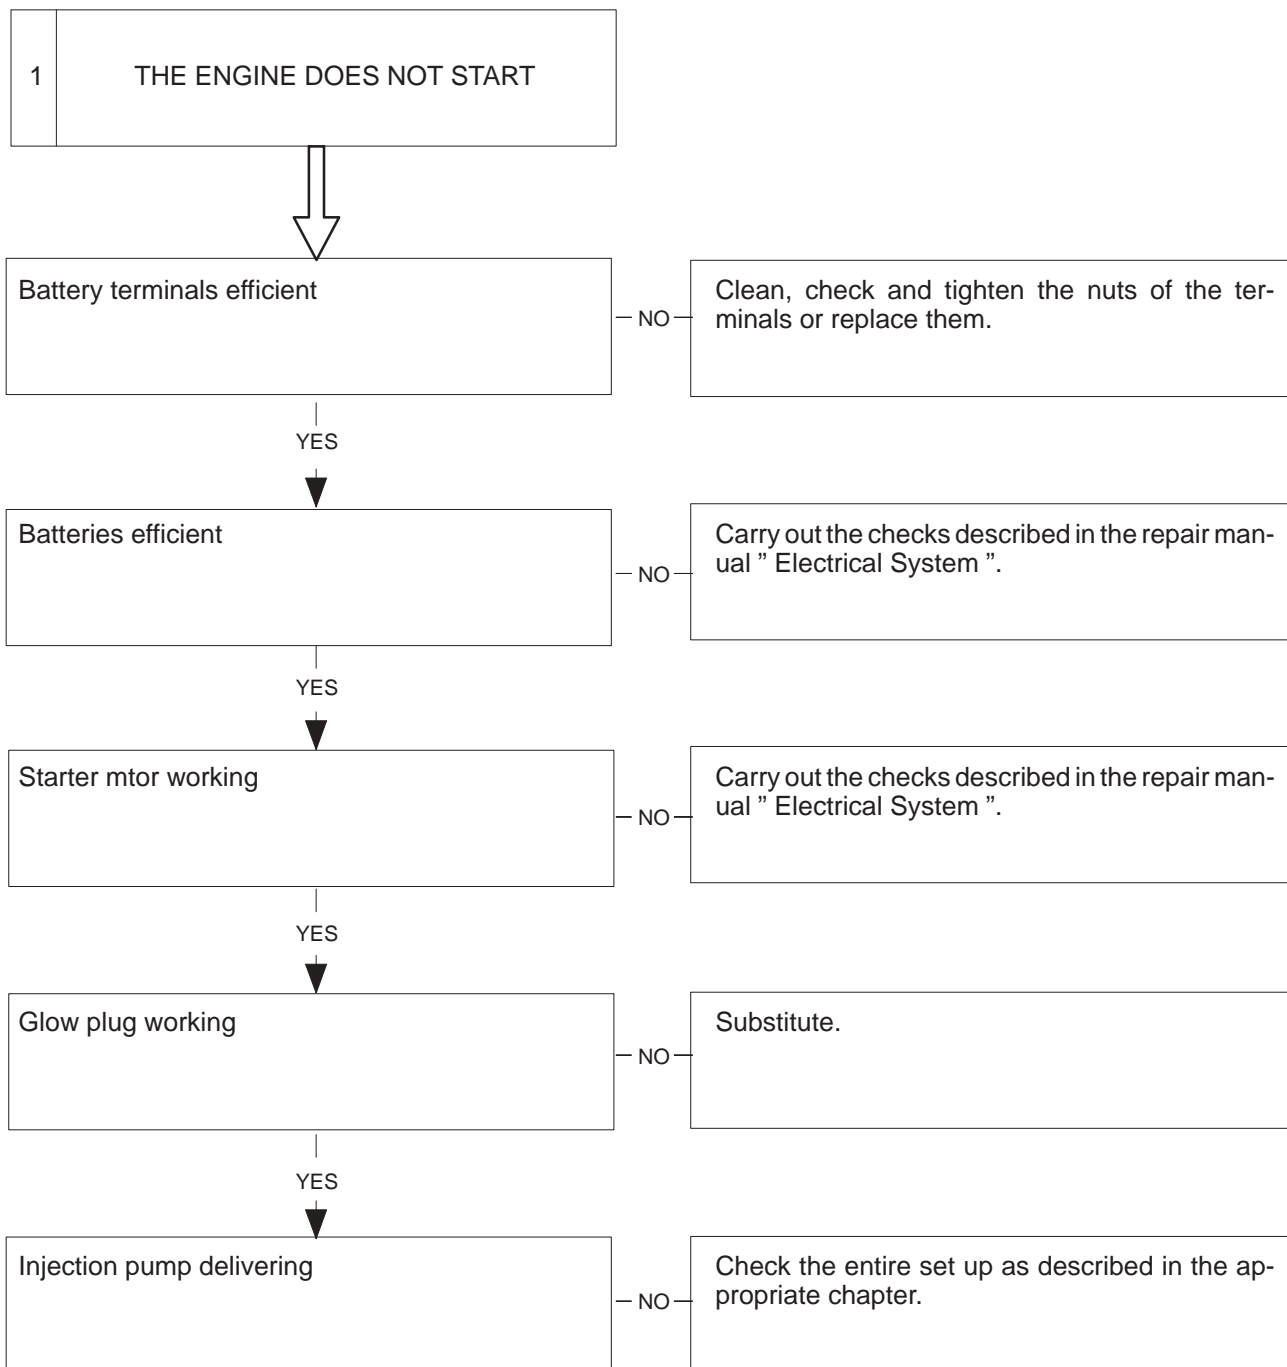 1
THE ENGINE DOES NOT START
Battery terminals efficient
NO
Clean, check and tighten the nuts of the ter-
minals or replace them.
YES
Batteries efficient
NO
Carry out the checks described in the repair man-
ual ” Electrical System ”.
YES
Starter mtor working
NO
Carry out the checks described in the repair man-
ual ” Electrical System ”.
YES
Glow plug working
NO
Substitute.
YES
Injection pump delivering
NO
Check the entire set up as described in the ap-
propriate chapter.